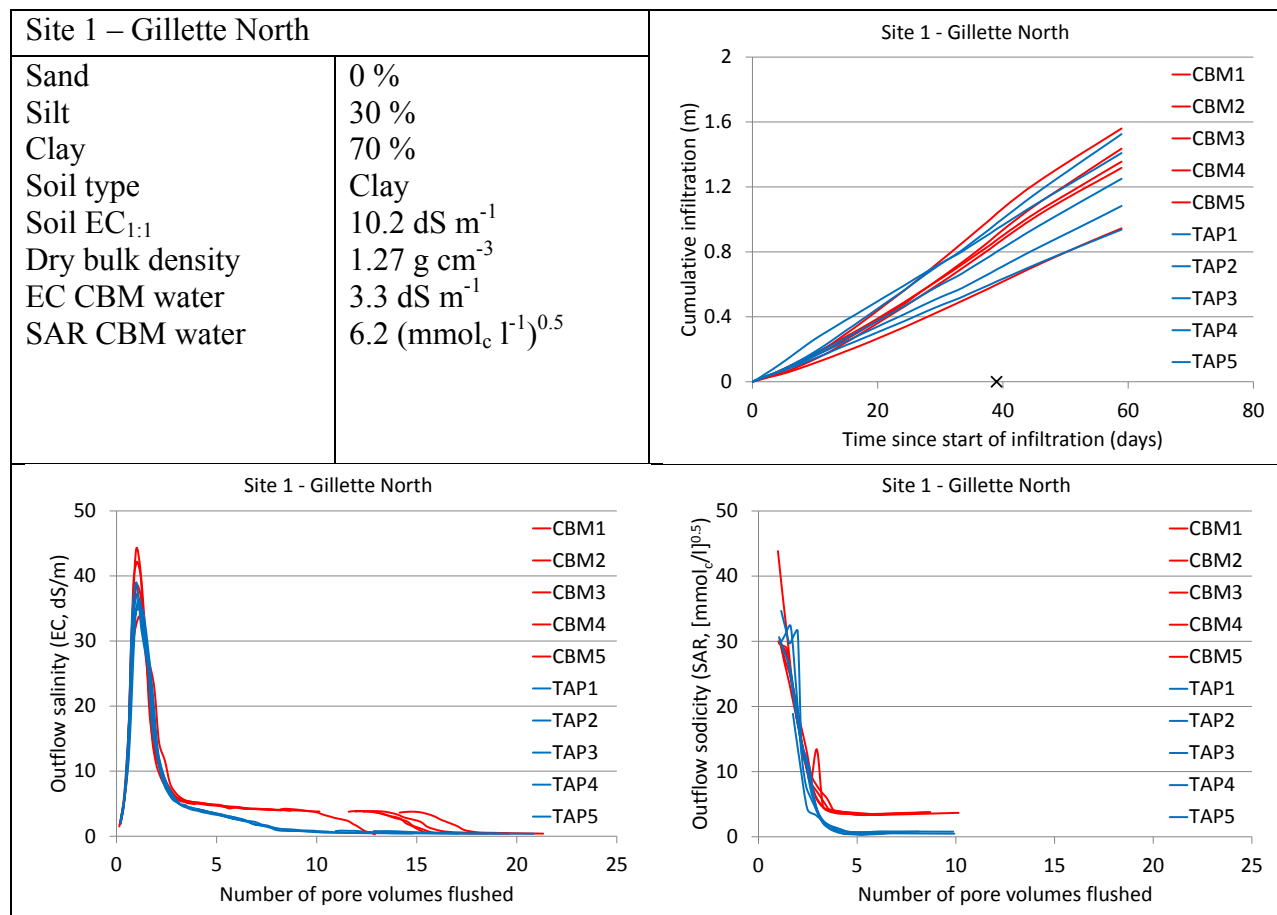 Site 1 – Gillette North
Sand 0 %
Silt 30 %
Clay 70 %
Soil type Clay
Soil EC1:1 10.2 dS m-1
Dry bulk density 1.27 g cm-3
EC CBM water 3.3 dS m-1
SAR CBM water 6.2 (mmolc l-1)0.5
Site 1 - Gillette North
Cumulative infiltration (m)
2
1.6
1.2
0.8
0.4
0
0 20 40 60 80
Time since start of infiltration (days)
CBM1
CBM2
CBM3
CBM4
CBM5
TAP1
TAP2
TAP3
TAP4
TAP5
Site 1 - Gillette North
Outflow salinity (EC, dS/m)
50
40
30
20
10
0
0 5 10 15 20 25
Number of pore volumes flushed
CBM1
CBM2
CBM3
CBM4
CBM5
TAP1
TAP2
TAP3
TAP4
TAP5
Site 1 - Gillette North
Outflow sodicity (SAR, [mmolc/l]0.5)
50
40
30
20
10
0
0 5 10 15 20 25
Number of pore volumes flushed
CBM1
CBM2
CBM3
CBM4
CBM5
TAP1
TAP2
TAP3
TAP4
TAP5